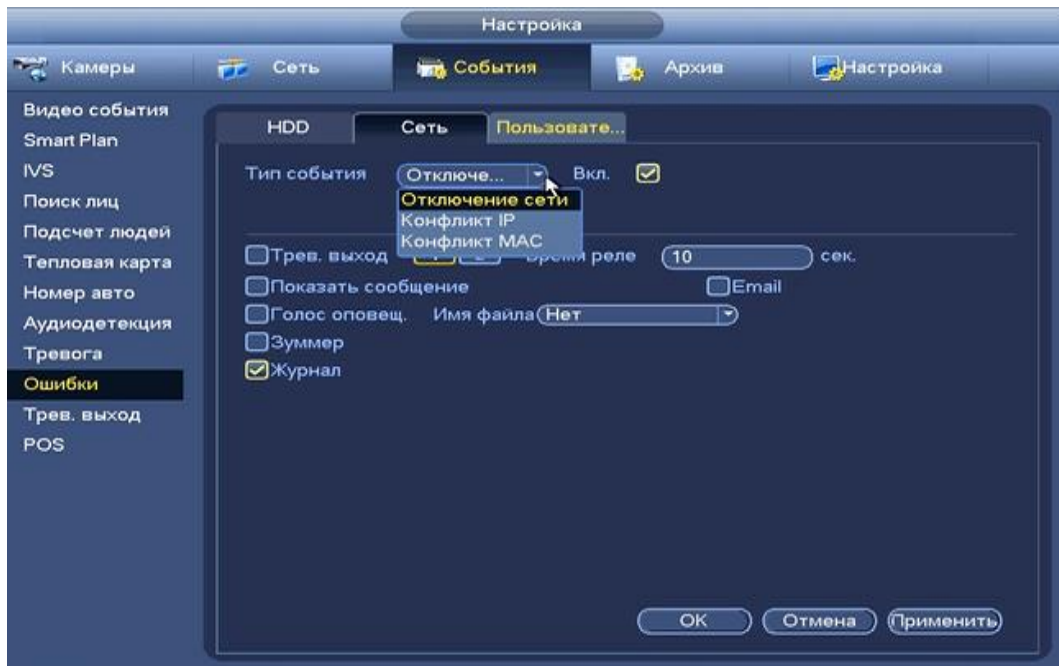 Настройка
Камеры Сеть События Архив Настройка
Видео события
Smart Plan
IVS
Поиск лиц
Подсчет людей
Тепловая карта
Номер авто
Аудиодетекция
Тревога
Ошибки
Трев. выход
POS
HDD Сеть Пользовате...
Тип события Отключе... Вкл.
Отключение сети
Конфликт IP
Конфликт MAC
Трев. выход Время реле 10 сек.
Показать сообщение Email
Голос оповещ. Имя файла Нет
Зуммер
Журнал
OK Отмена Применить